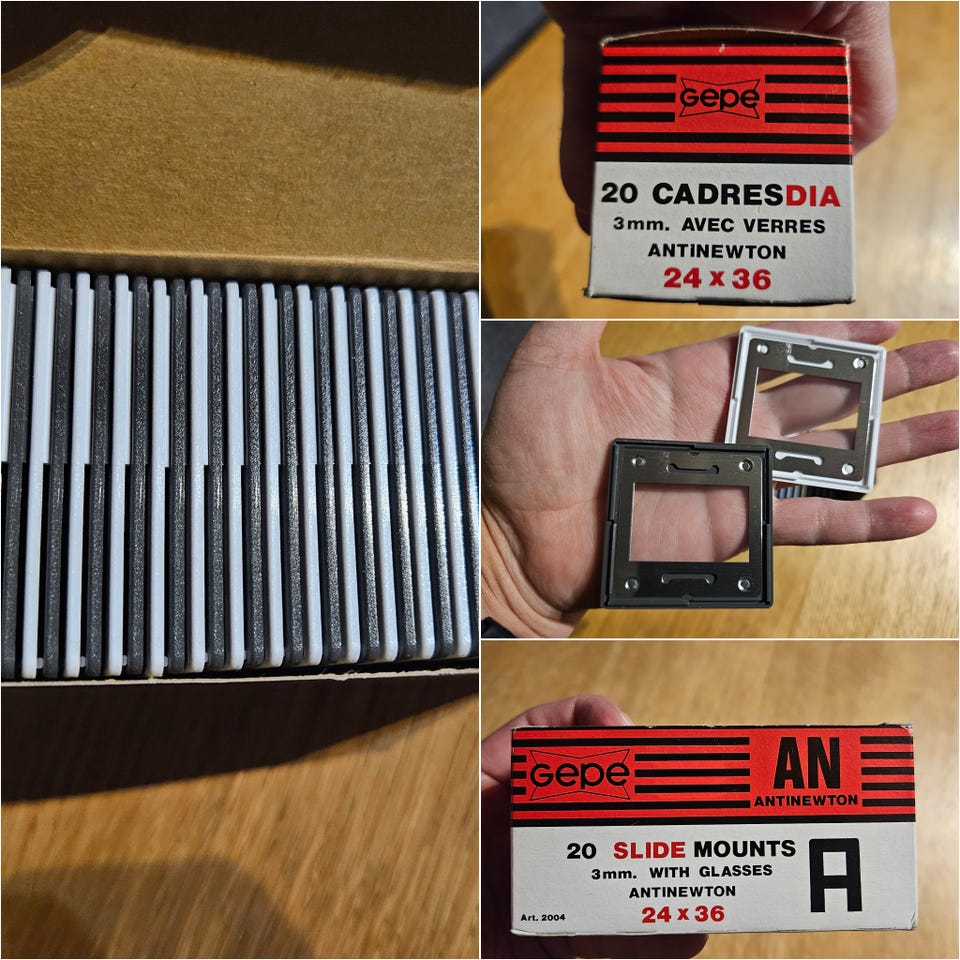 Gepe
20 CADRESDIA
3mm. AVEC VERRES
ANTINEWTON
24 x 36
Gepe
AN
ANTINEWTON
20 SLIDE MOUNTS
3mm. WITH GLASSES
ANTINEWTON
24 x 36
A
Art. 2004